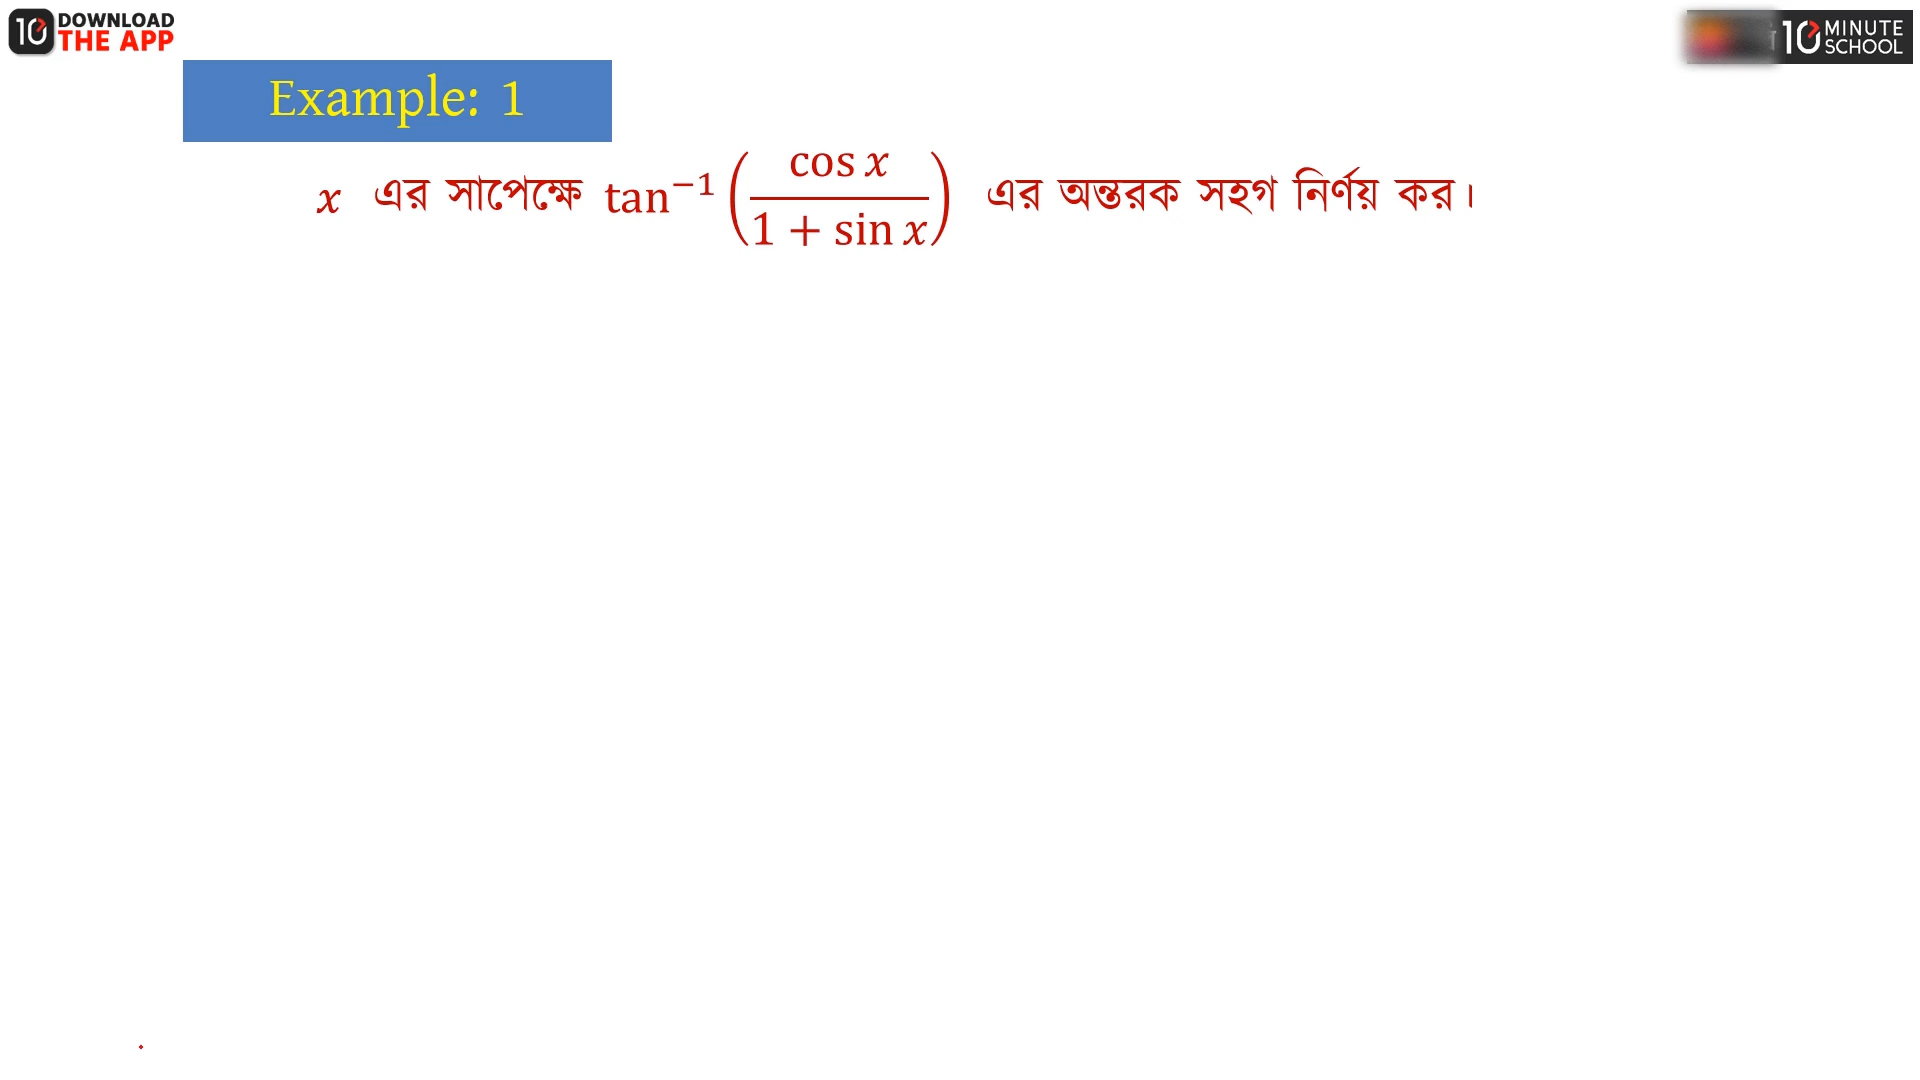 10 DOWNLOAD
THE APP
10 MINUTE
SCHOOL
Example: 1
x এর সাপেক্ষে tan⁻¹(cos x / 1 + sin x) এর অন্তরক সহগ নির্ণয় কর।